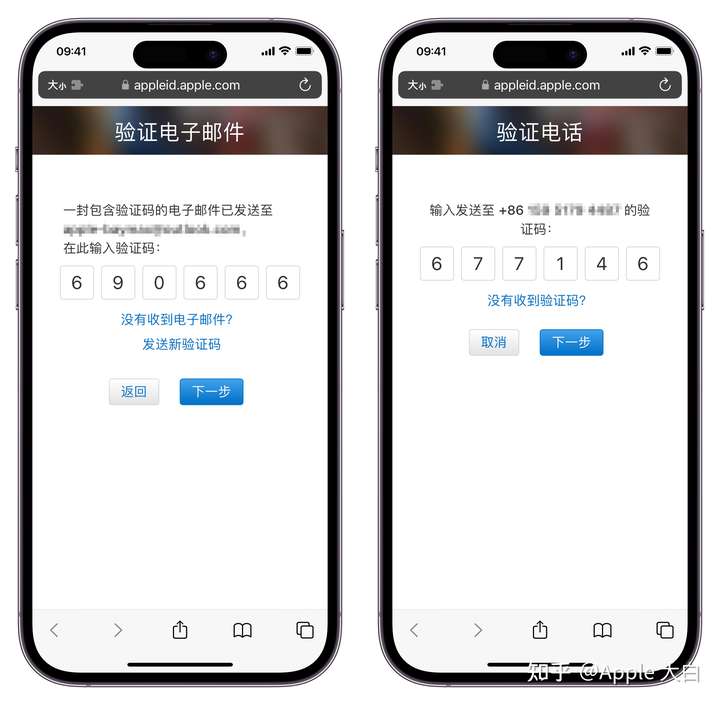 09:41
大小
appleid.apple.com
验证电子邮件
一封包含验证码的电子邮件已发送至
在此输入验证码：
6 9 0 6 6 6
没有收到电子邮件？
发送新验证码
返回
下一步
09:41
大小
appleid.apple.com
验证电话
输入发送至 +86
的验
证码：
6 7 7 1 4 6
没有收到验证码？
取消
下一步
知乎 @Apple 大白